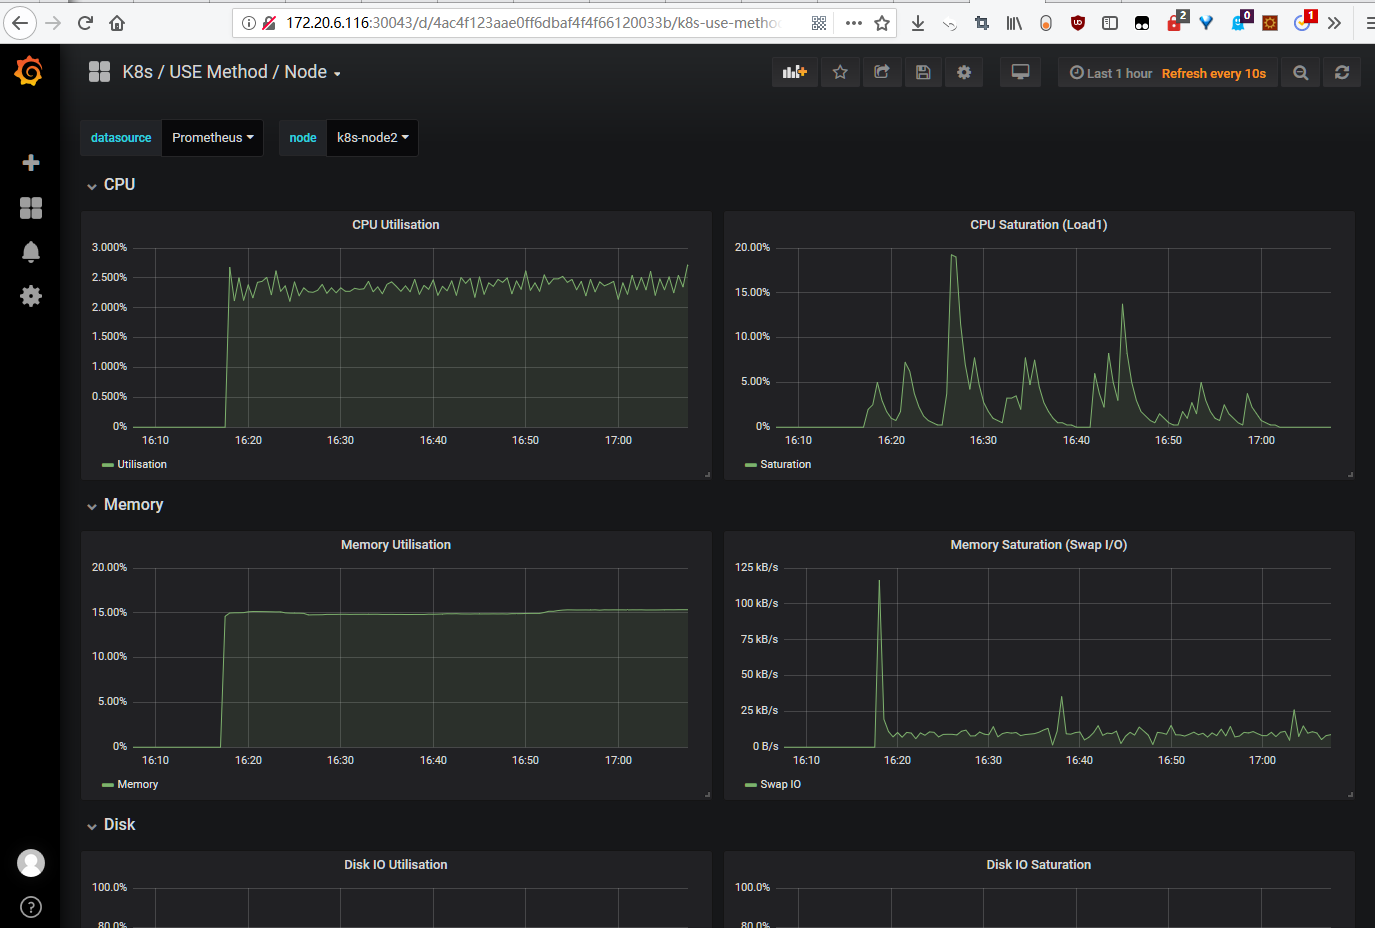 172.20.6.116:30043/d/4ac4f123aae0ff6dbaf4f4f66120033b/k8s-use-metho
2
0
1
K8s / USE Method / Node
Last 1 hour Refresh every 10s
datasource Prometheus node k8s-node2
CPU
CPU Utilisation
3.000%
2.500%
2.000%
1.500%
1.000%
0.500%
0%
16:10 16:20 16:30 16:40 16:50 17:00
Utilisation
CPU Saturation (Load1)
20.00%
15.00%
10.00%
5.00%
0%
16:10 16:20 16:30 16:40 16:50 17:00
Saturation
Memory
Memory Utilisation
20.00%
15.00%
10.00%
5.00%
0%
16:10 16:20 16:30 16:40 16:50 17:00
Memory
Memory Saturation (Swap I/O)
125 kB/s
100 kB/s
75 kB/s
50 kB/s
25 kB/s
0 B/s
16:10 16:20 16:30 16:40 16:50 17:00
Swap IO
Disk
Disk IO Utilisation
100.0%
80.0%
Disk IO Saturation
100.0%
80.0%